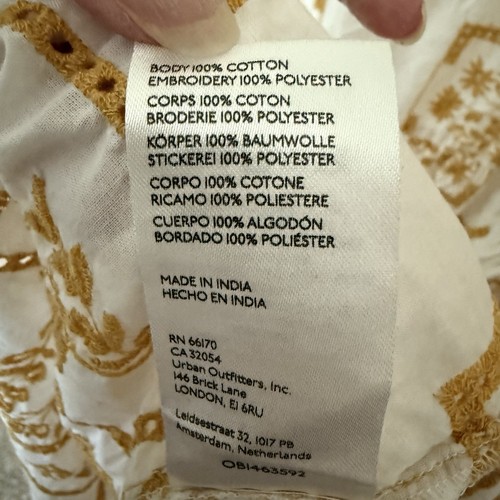 BODY 100% COTTON
EMBROIDERY 100% POLYESTER
CORPS 100% COTON
BRODERIE 100% POLYESTER
KÖRPER 100% BAUMWOLLE
STICKEREI 100% POLYESTER
CORPO 100% COTONE
RICAMO 100% POLIESTERE
CUERPO 100% ALGODÓN
BORDADO 100% POLIÉSTER
MADE IN INDIA
HECHO EN INDIA
RN 66170
CA 32054
Urban Outfitters, Inc.
146 Brick Lane
LONDON, E1 6RU
Leidsestraat 32, 1017 PB
Amsterdam, Netherlands
OB1463592